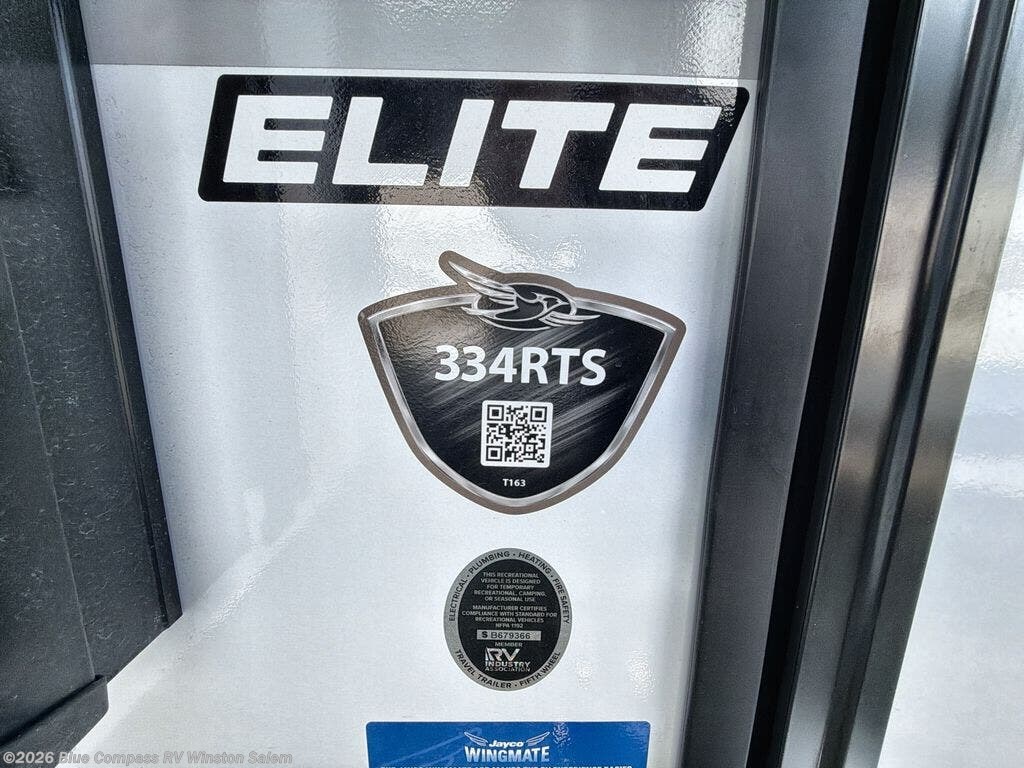 ELITE
334RTS
T163
ELECTRICAL • PLUMBING • HEATING • FIRE SAFETY
THIS RECREATIONAL
VEHICLE IS DESIGNED
FOR TEMPORARY
RECREATIONAL, CAMPING,
OR SEASONAL USE
MANUFACTURER CERTIFIES
COMPLIANCE WITH STANDARD FOR
RECREATIONAL VEHICLES
NFPA 1192
S B679366
MEMBER
RV
INDUSTRY
ASSOCIATION
TRAVEL TRAILER • FIFTH WHEEL
Jayco
WINGMATE
©2026 Blue Compass RV Winston Salem